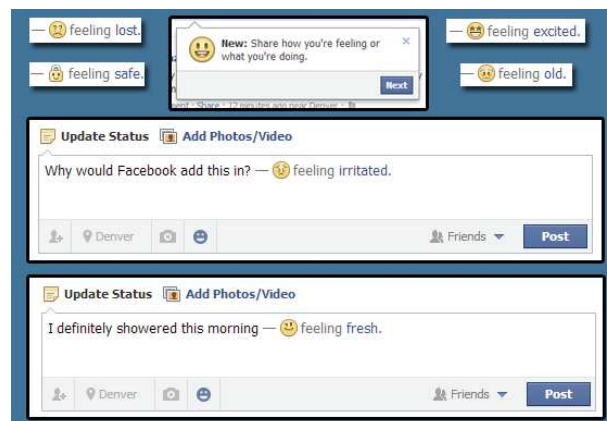 — feeling lost.
New: Share how you're feeling or
what you're doing.
×
Next
— feeling excited.
— feeling safe.
— feeling old.
Share · 12 minutes ago near Denver ·
Update Status Add Photos/Video
Why would Facebook add this in? — feeling irritated.
Denver Friends Post
Update Status Add Photos/Video
I definitely showered this morning — feeling fresh.
Denver Friends Post